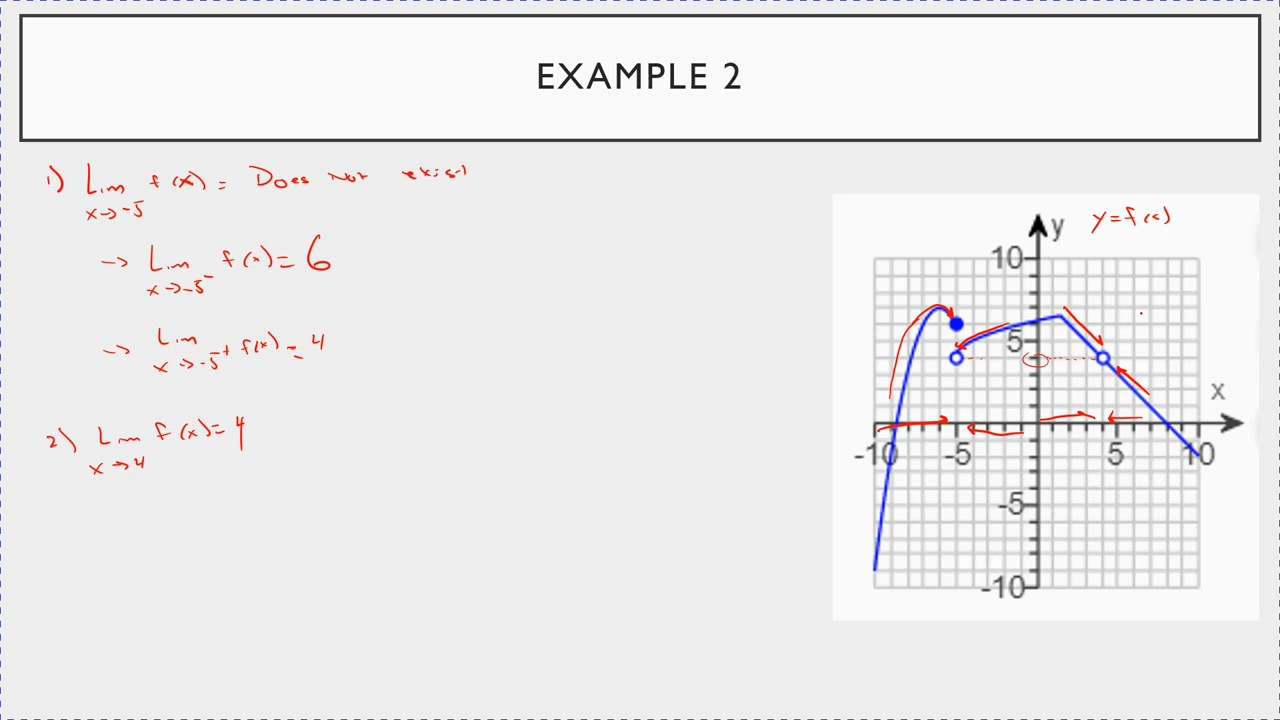 EXAMPLE 2
1) Lim f(x) = Does not exist
x→-5
→ Lim f(x) = 6
x→-5⁻
→ Lim f(x) = 4
x→-5⁺
2) Lim f(x) = 4
x→4
y y=f(x)
10
5
x
-10 -5 5 10
-5
-10